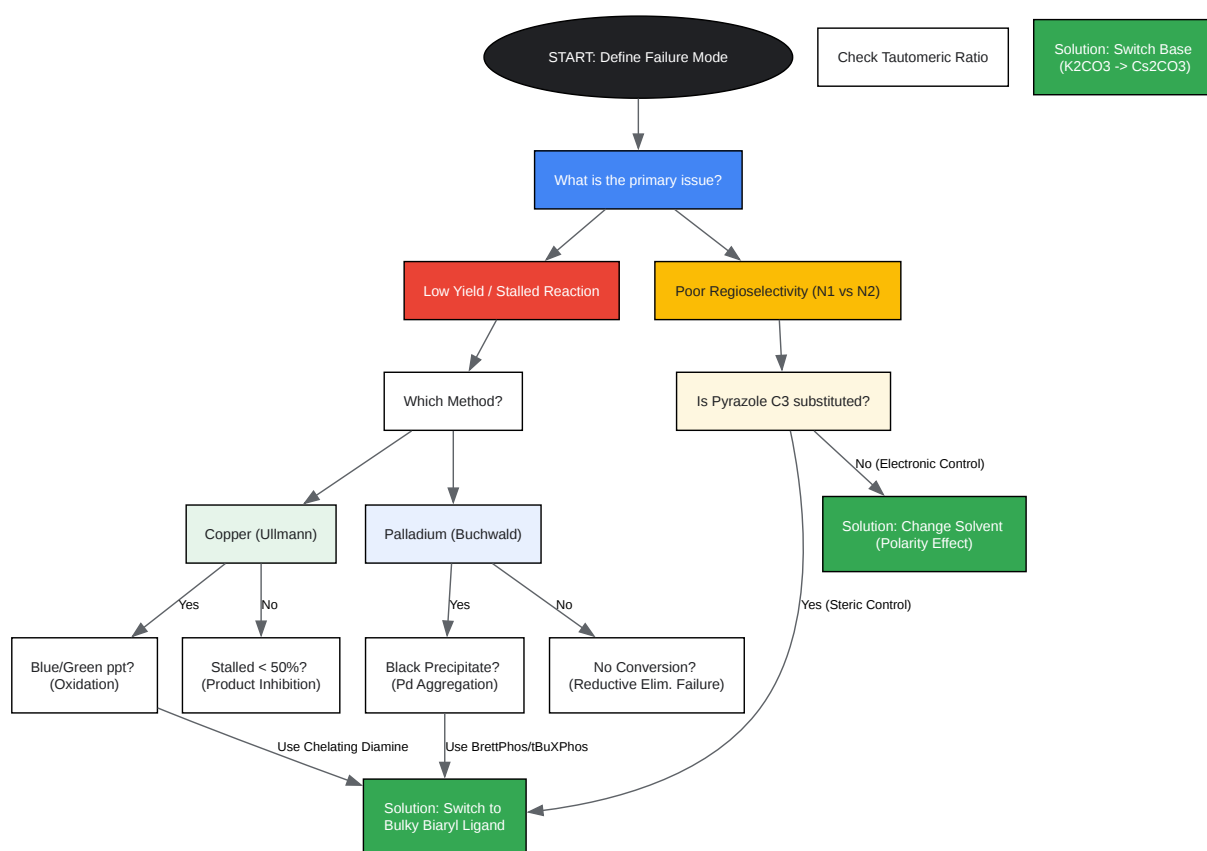 START: Define Failure Mode
Check Tautomeric Ratio
Solution: Switch Base
(K2CO3 -> Cs2CO3)
What is the primary issue?
Low Yield / Stalled Reaction
Poor Regioselectivity (N1 vs N2)
Which Method?
Is Pyrazole C3 substituted?
No (Electronic Control)
Copper (Ullmann)
Palladium (Buchwald)
Solution: Change Solvent
(Polarity Effect)
Yes
No
Yes
No
Yes (Steric Control)
Blue/Green ppt?
(Oxidation)
Stalled < 50%?
(Product Inhibition)
Black Precipitate?
(Pd Aggregation)
No Conversion?
(Reductive Elim. Failure)
Use Chelating Diamine
Use BrettPhos/tBuXPhos
Solution: Switch to
Bulky Biaryl Ligand